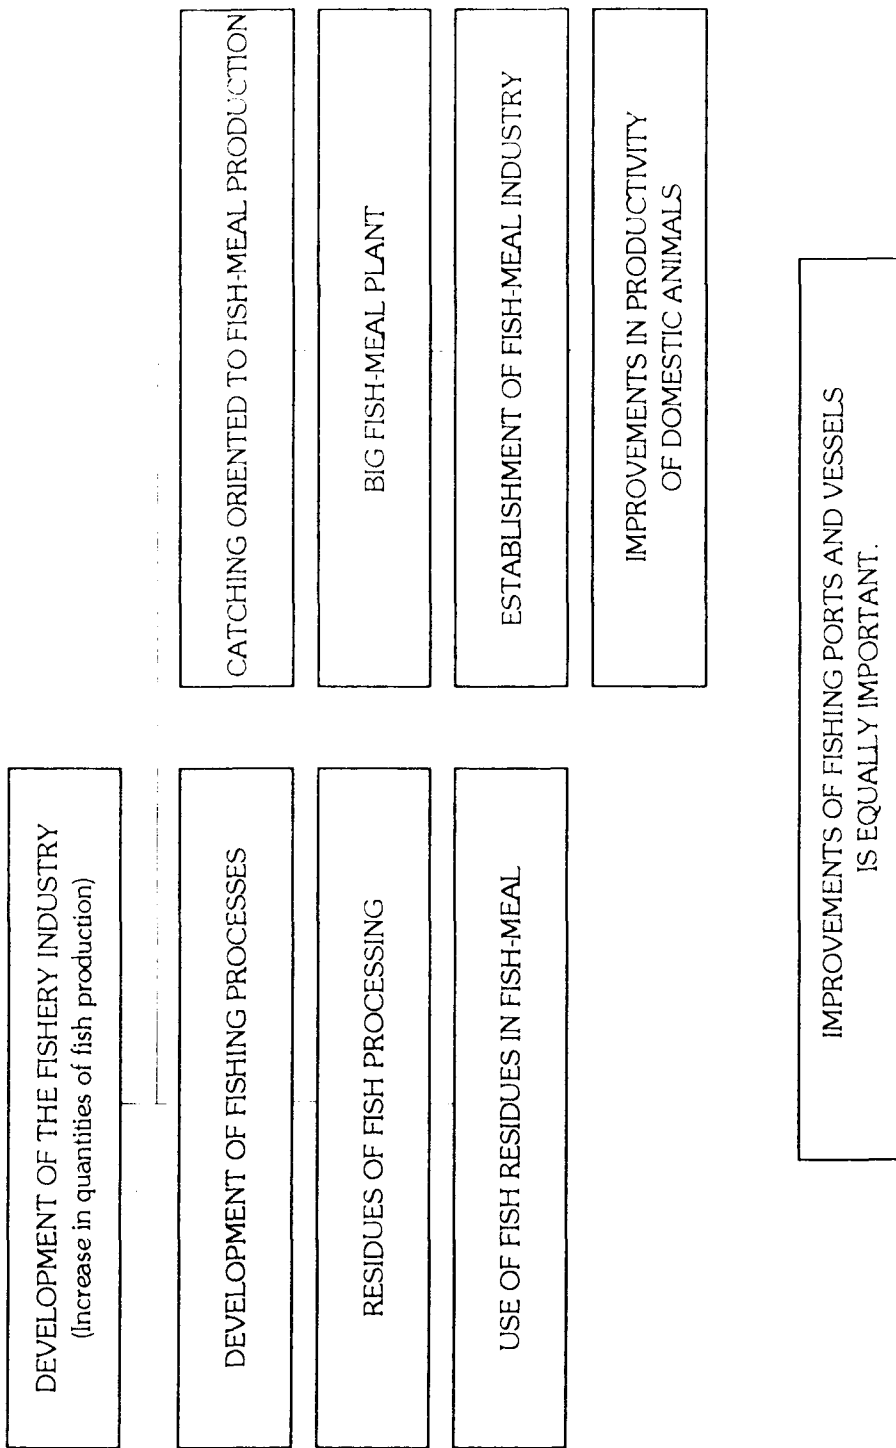 DEVELOPMENT OF THE FISHERY INDUSTRY
(Increase in quantities of fish production)
DEVELOPMENT OF FISHING PROCESSES
RESIDUES OF FISH PROCESSING
USE OF FISH RESIDUES IN FISH-MEAL
CATCHING ORIENTED TO FISH-MEAL PRODUCTION
BIG FISH-MEAL PLANT
ESTABLISHMENT OF FISH-MEAL INDUSTRY
IMPROVEMENTS IN PRODUCTIVITY
OF DOMESTIC ANIMALS
IMPROVEMENTS OF FISHING PORTS AND VESSELS
IS EQUALLY IMPORTANT.